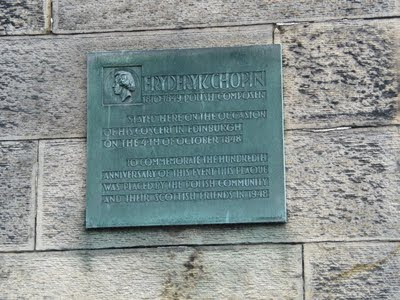 FRYDERYK CHOPIN
1810-1849 POLISH COMPOSER
STAYED HERE ON THE OCCASION
OF HIS CONCERT IN EDINBURGH
ON THE 4TH OF OCTOBER 1848
TO COMMEMORATE THE HUNDREDTH
ANNIVERSARY OF THIS EVENT THIS PLAQUE
WAS PLACED BY THE POLISH COMMUNITY
AND THEIR SCOTTISH FRIENDS IN 1948